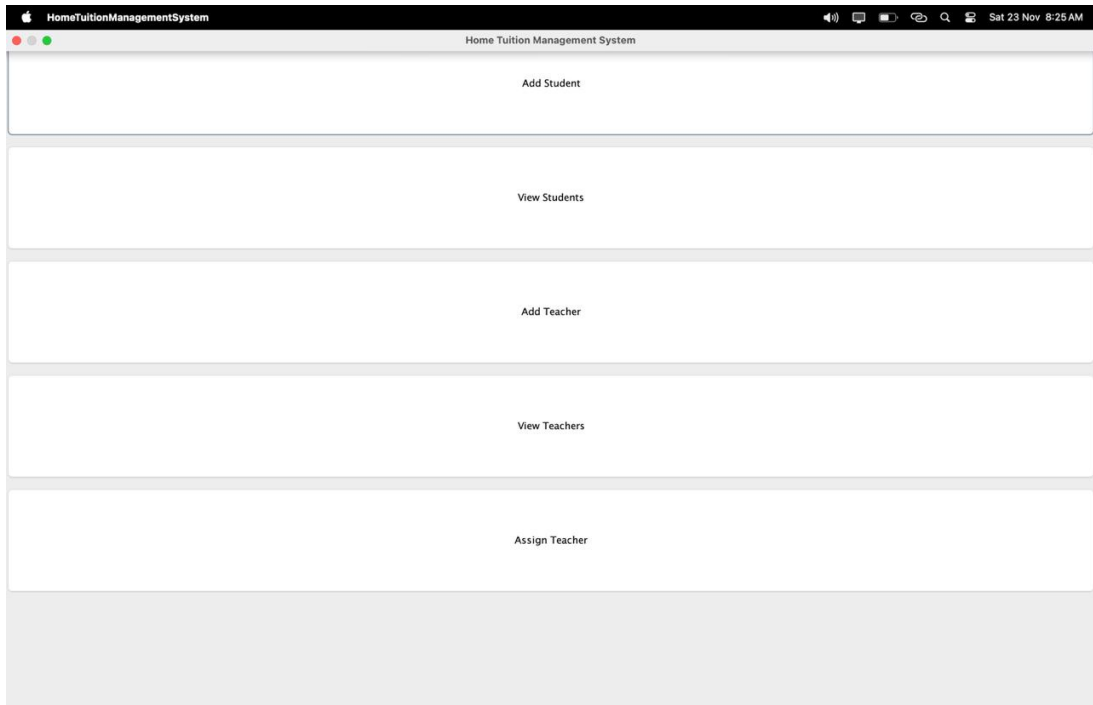 HomeTuitionManagementSystem
Sat 23 Nov 8:25 AM
Home Tuition Management System
Add Student
View Students
Add Teacher
View Teachers
Assign Teacher